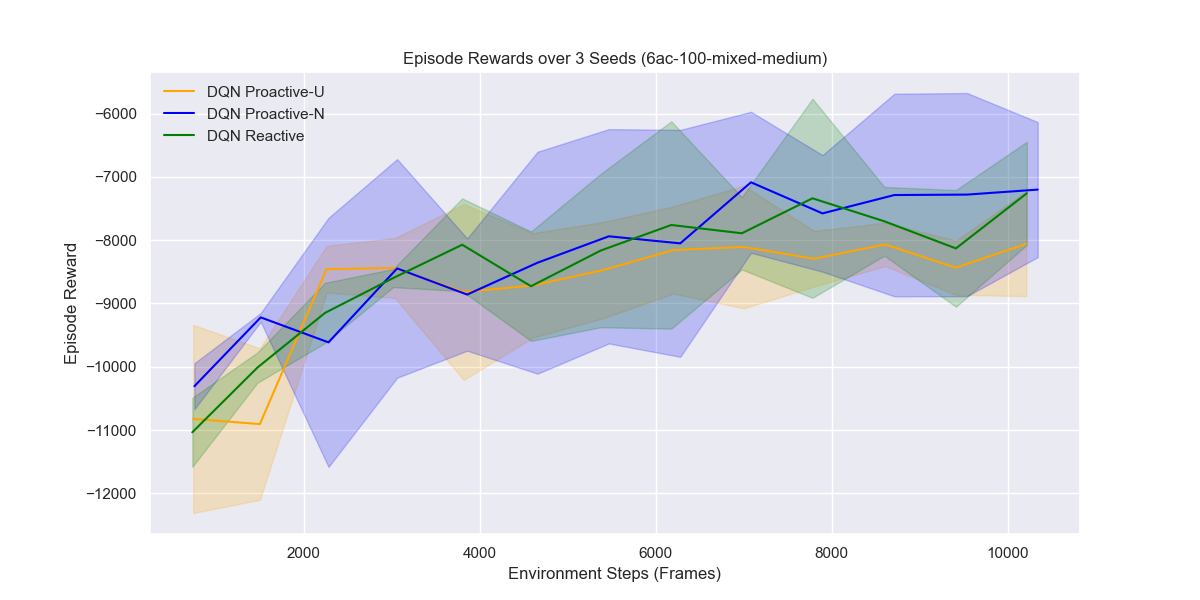 Episode Rewards over 3 Seeds (6ac-100-mixed-medium)
DQN Proactive-U
DQN Proactive-N
DQN Reactive
Episode Reward
−6000
−7000
−8000
−9000
−10000
−11000
−12000
2000 4000 6000 8000 10000
Environment Steps (Frames)